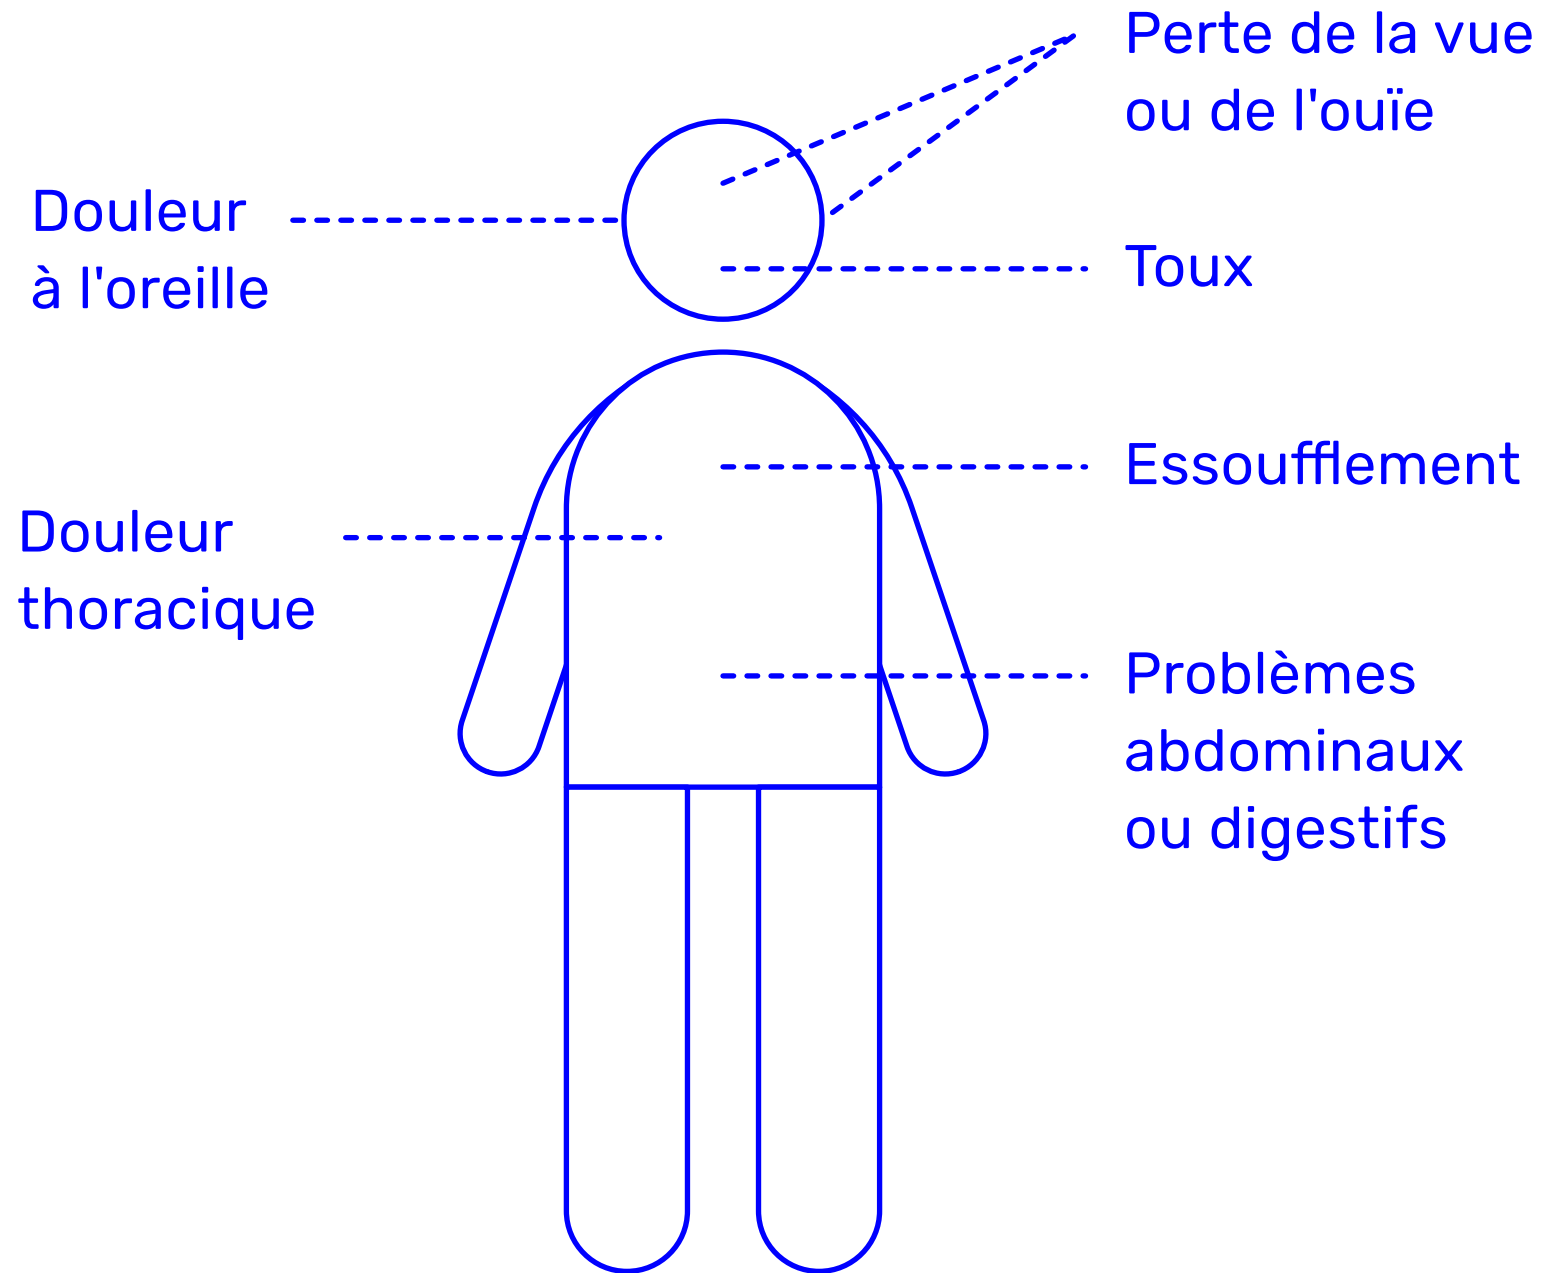 Perte de la vue
ou de l'ouïe
Douleur
à l'oreille
Toux
Essoufflement
Douleur
thoracique
Problèmes
abdominaux
ou digestifs